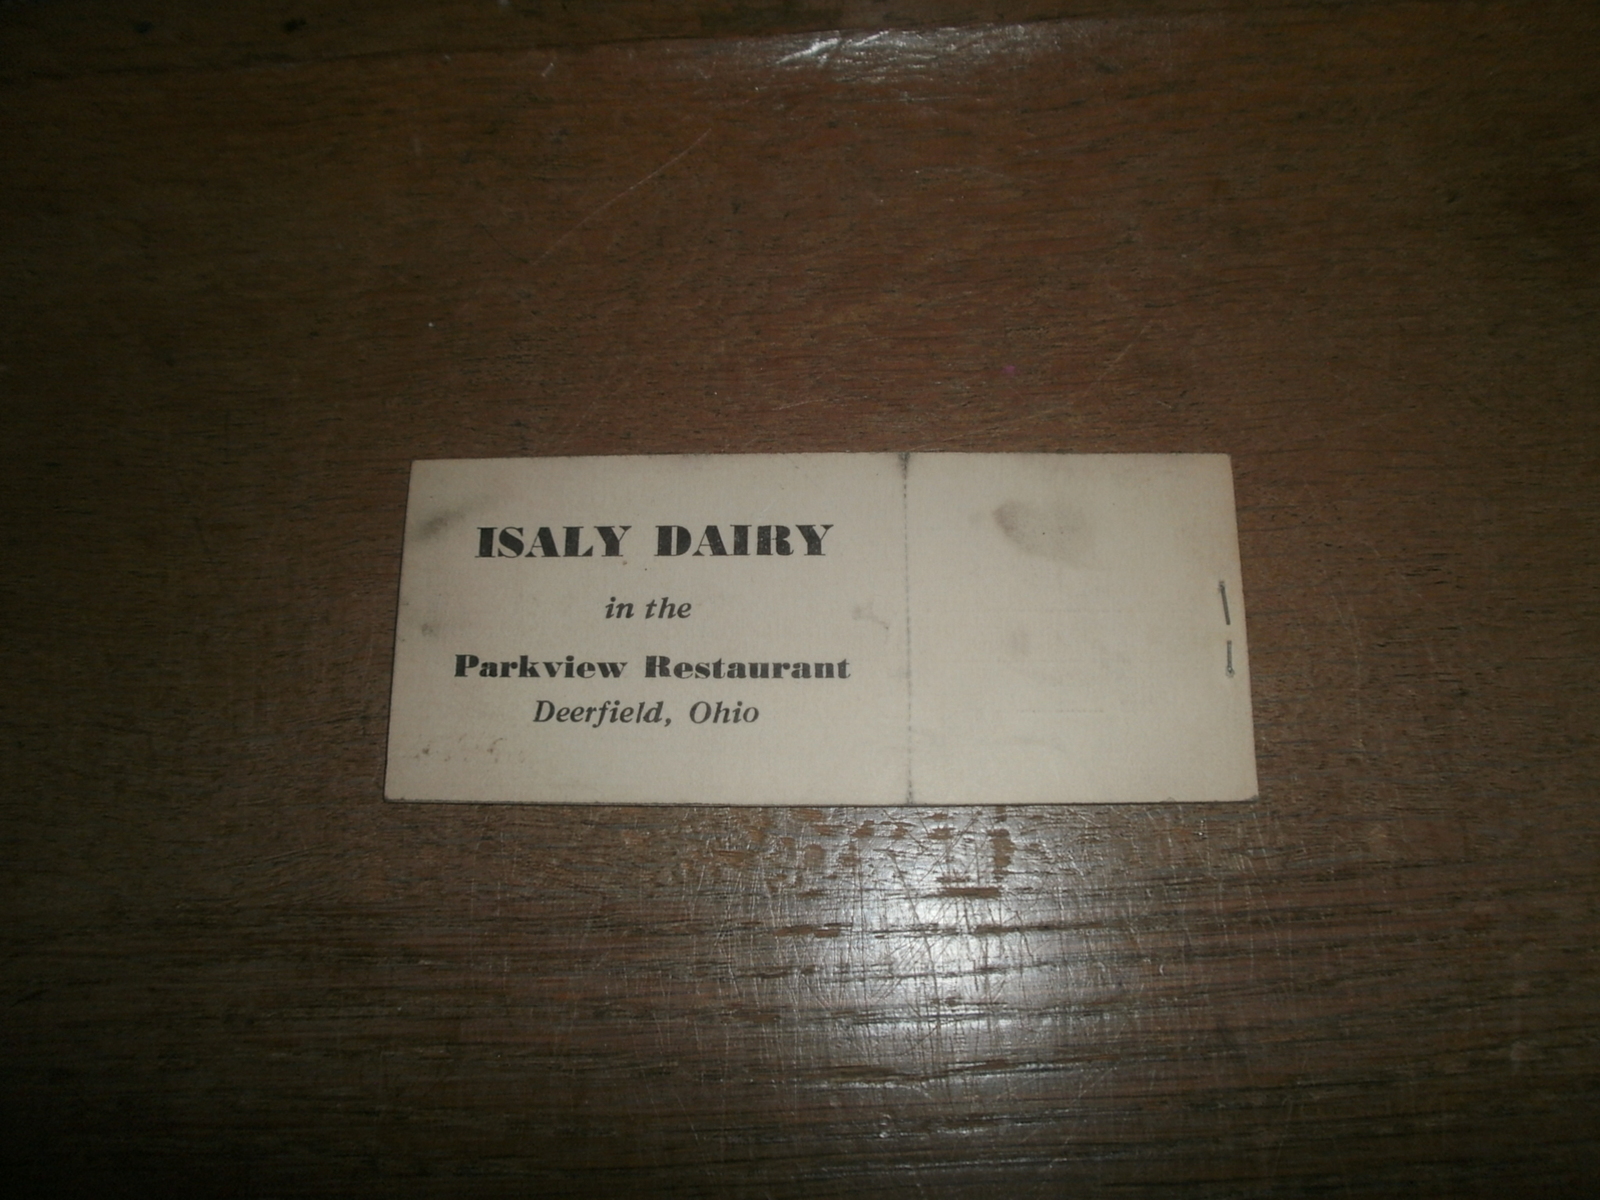 ISALY DAIRY
in the
Parkview Restaurant
Deerfield, Ohio